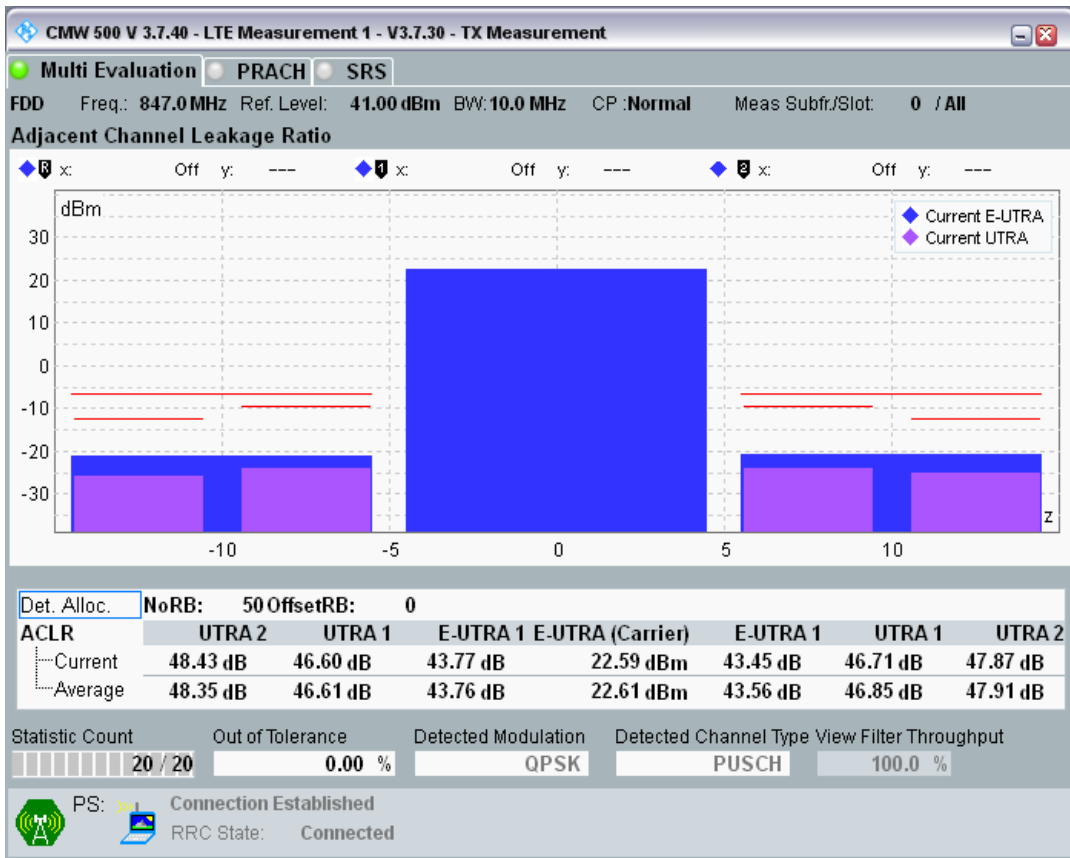 CMW 500 V 3.7.40 - LTE Measurement 1 - V3.7.30 - TX Measurement
Multi Evaluation PRACH SRS
FDD Freq.: 847.0 MHz Ref. Level: 41.00 dBm BW: 10.0 MHz CP :Normal Meas Subfr./Slot: 0 / All
Adjacent Channel Leakage Ratio
R x: Off y: --- 1 x: Off y: --- 2 x: Off y: ---
dBm
Current E-UTRA
Current UTRA
30
20
10
0
-10
-20
-30
z
-10 -5 0 5 10
Det. Alloc. NoRB: 50 OffsetRB: 0
ACLR UTRA 2 UTRA 1 E-UTRA 1 E-UTRA (Carrier) E-UTRA 1 UTRA 1 UTRA 2
Current 48.43 dB 46.60 dB 43.77 dB 22.59 dBm 43.45 dB 46.71 dB 47.87 dB
Average 48.35 dB 46.61 dB 43.76 dB 22.61 dBm 43.56 dB 46.85 dB 47.91 dB
Statistic Count Out of Tolerance Detected Modulation Detected Channel Type View Filter Throughput
20 / 20 0.00 % QPSK PUSCH 100.0 %
PS: Connection Established
RRC State: Connected